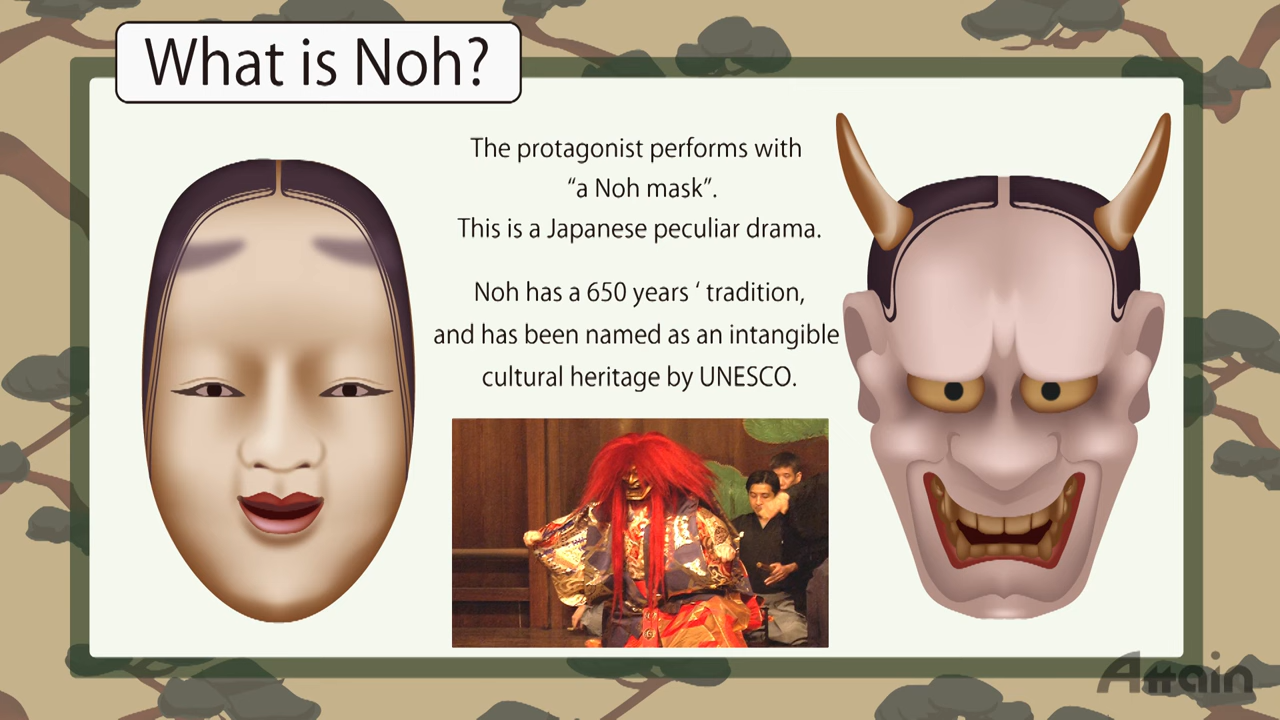 What is Noh?
The protagonist performs with
“a Noh mask”.
This is a Japanese peculiar drama.
Noh has a 650 years ‘ tradition,
and has been named as an intangible
cultural heritage by UNESCO.
Attain